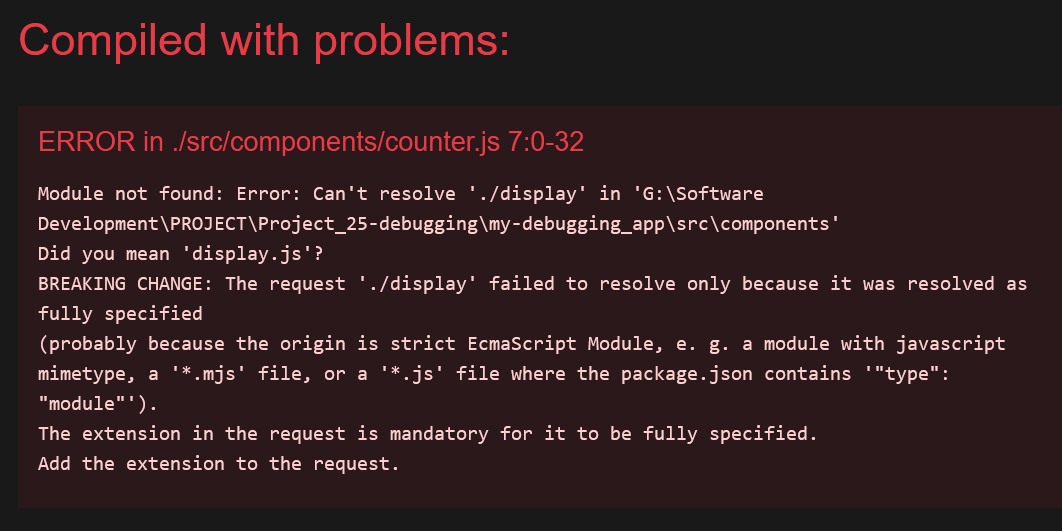 Compiled with problems:
ERROR in ./src/components/counter.js 7:0-32
Module not found: Error: Can't resolve './display' in 'G:\Software
Development\PROJECT\Project_25-debugging\my-debugging_app\src\components'
Did you mean 'display.js'?
BREAKING CHANGE: The request './display' failed to resolve only because it was resolved as
fully specified
(probably because the origin is strict EcmaScript Module, e. g. a module with javascript
mimetype, a '*.mjs' file, or a '*.js' file where the package.json contains '"type":
"module"').
The extension in the request is mandatory for it to be fully specified.
Add the extension to the request.